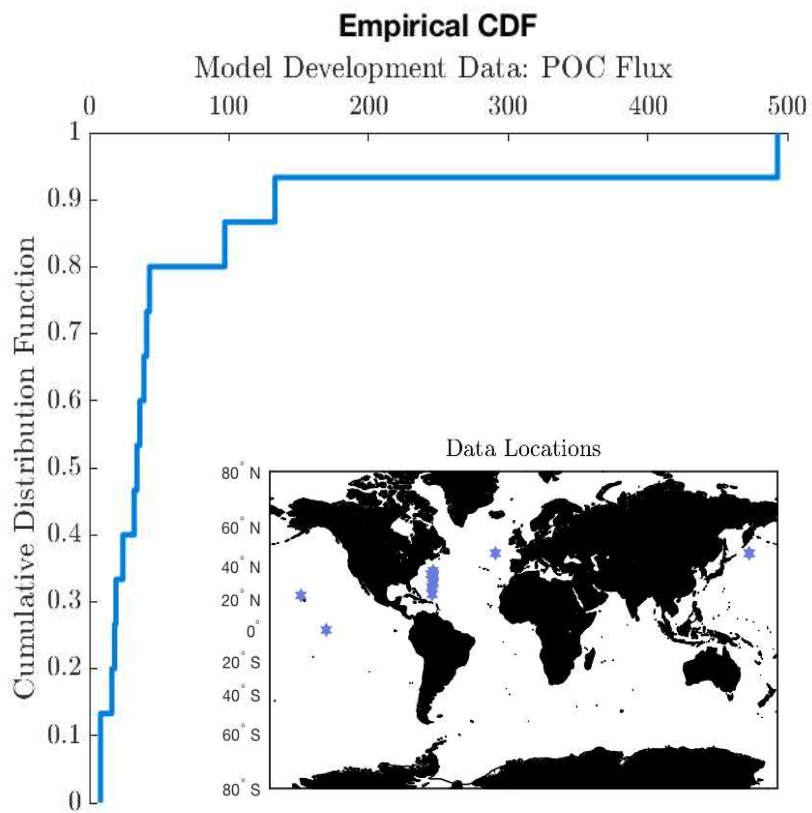 Empirical CDF
Model Development Data: POC Flux
0 100 200 300 400 500
Cumulative Distribution Function
1
0.9
0.8
0.7
0.6
0.5
0.4
0.3
0.2
0.1
0
Data Locations
80° N
60° N
40° N
20° N
0°
20° S
40° S
60° S
80° S